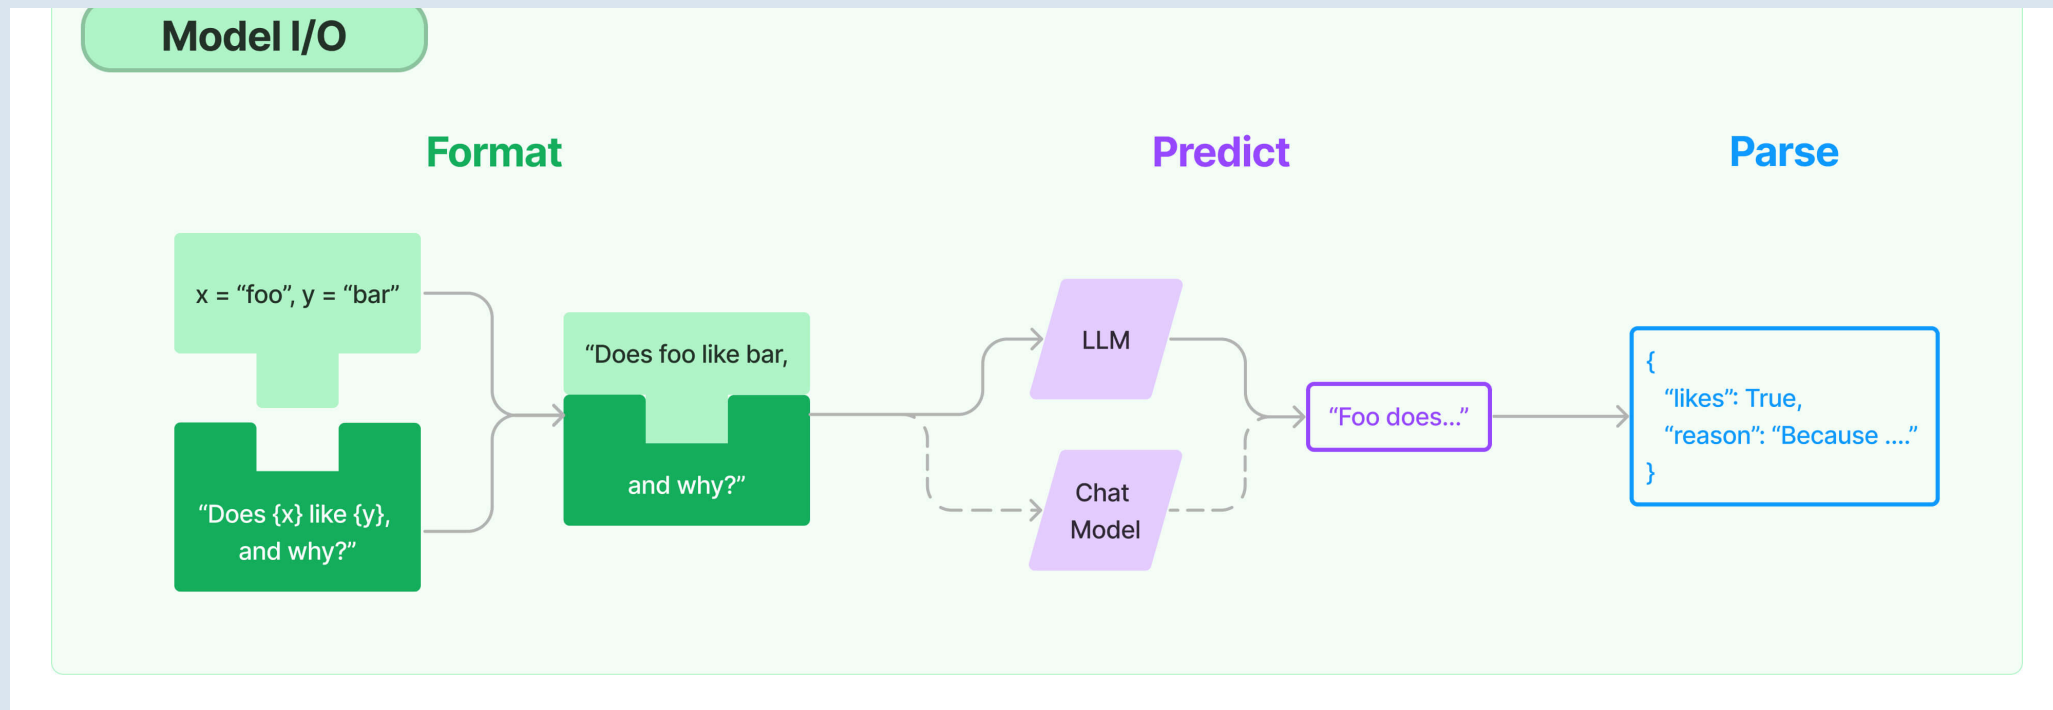 Model I/O
Format
Predict
Parse
x = “foo”, y = “bar”
“Does {x} like {y},
and why?”
“Does foo like bar,
and why?”
LLM
Chat
Model
“Foo does...”
{
“likes”: True,
“reason”: “Because ....”
}